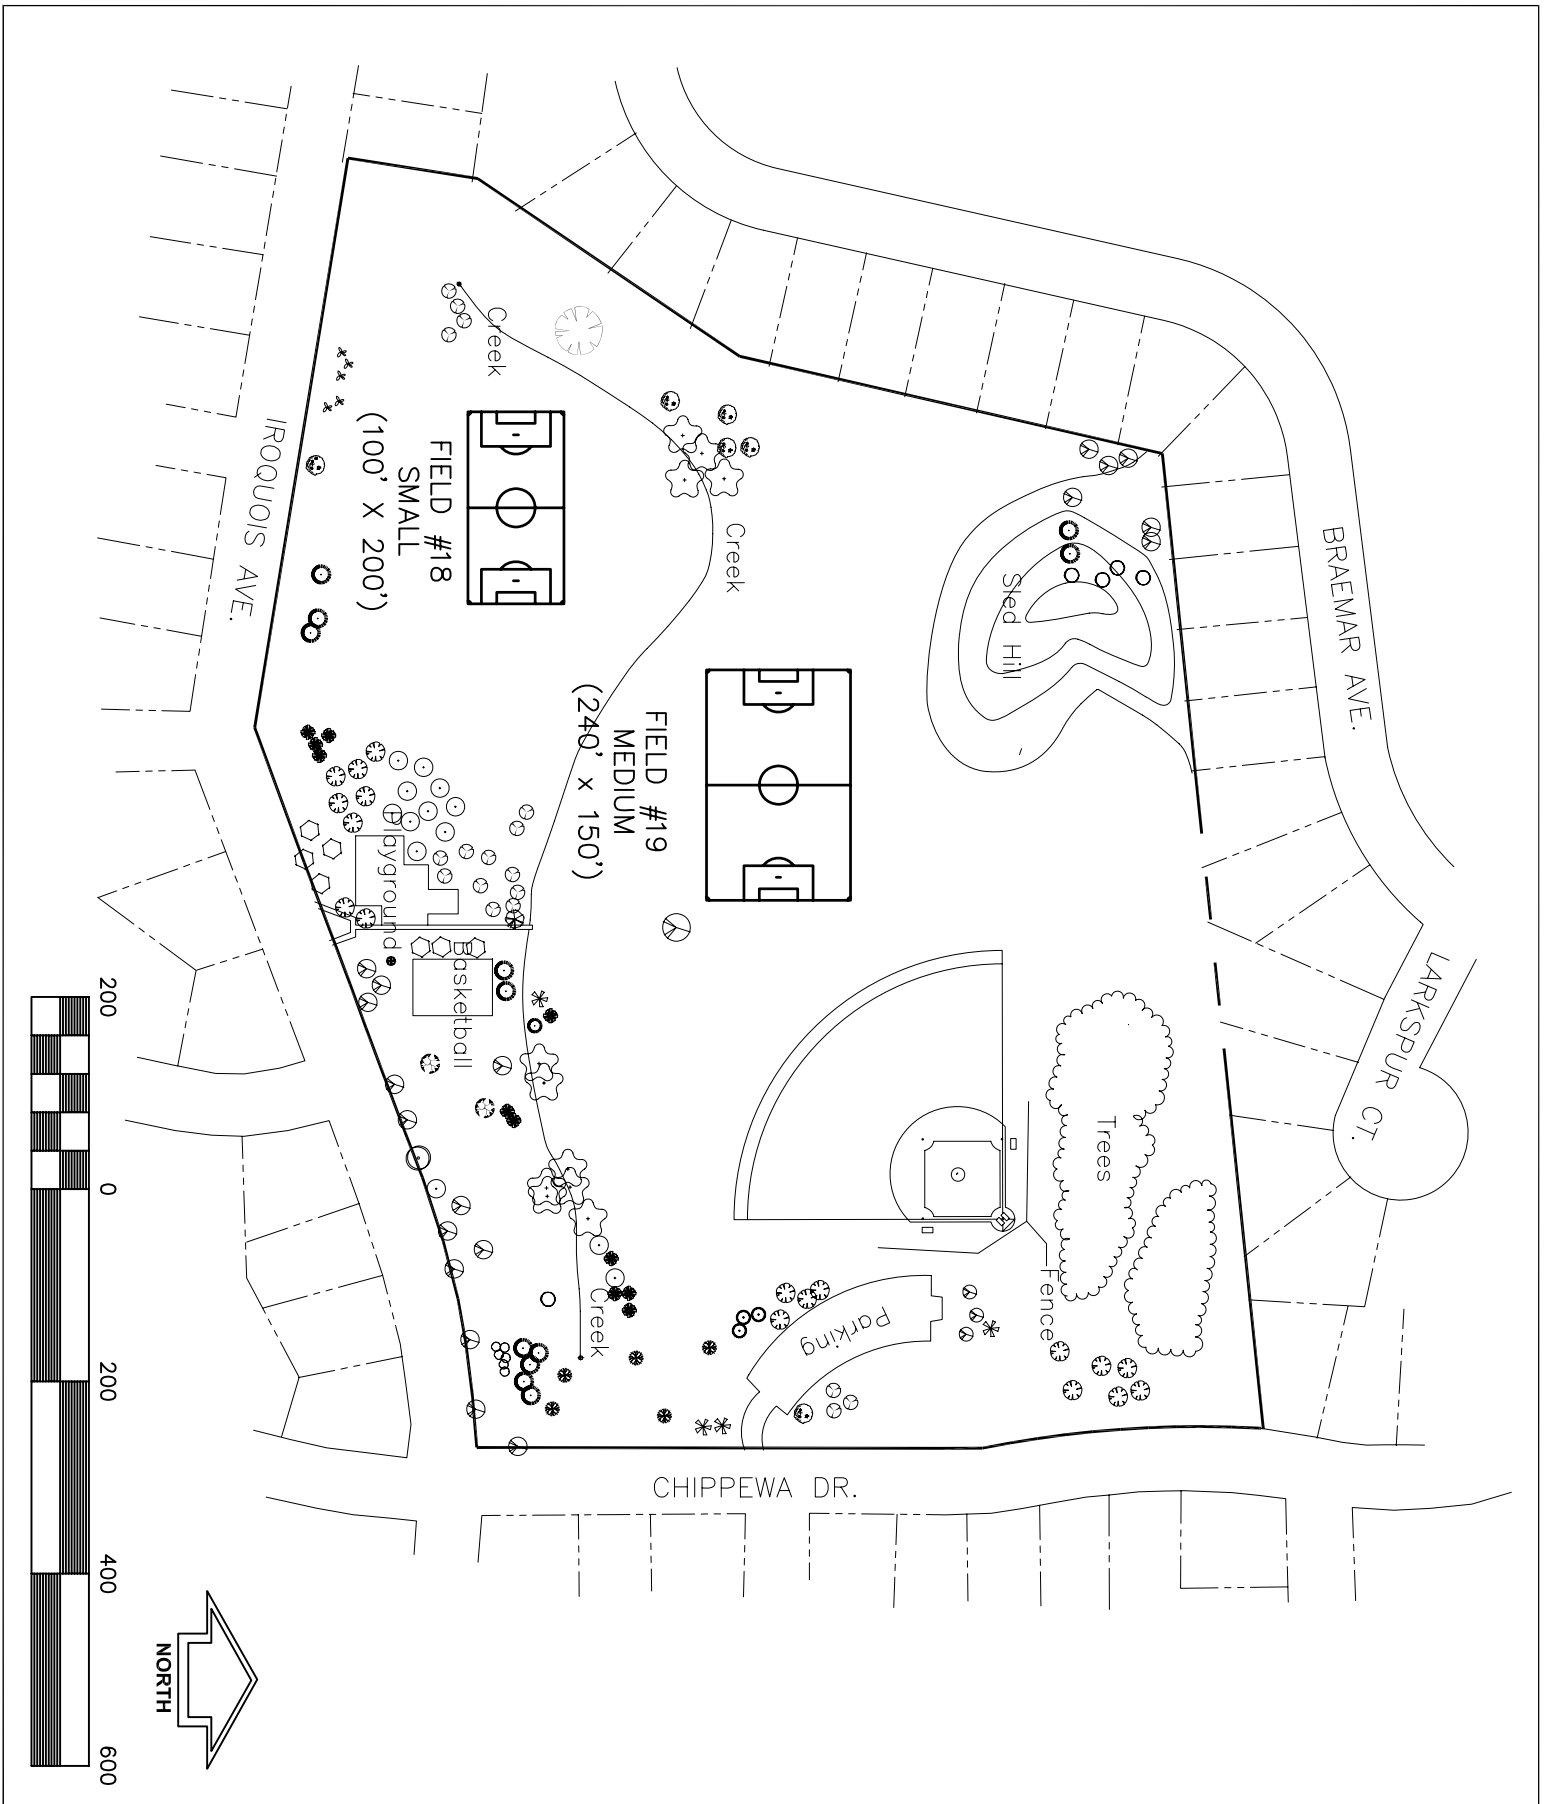 BRAEMAR AVE.
LARKSPUR CT.
Sled Hill
Trees
Fence
Parking
Creek
FIELD #19
MEDIUM
(240' x 150')
Creek
Creek
FIELD #18
SMALL
(100' X 200')
Playground
Basketball
IROQUOIS AVE.
CHIPPEWA DR.
200
0
200
400
600
NORTH